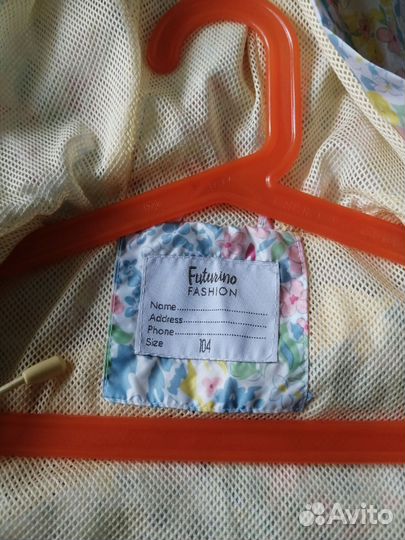 Futurino
FASHION
Name
Address
Phone
Size 104
Avito